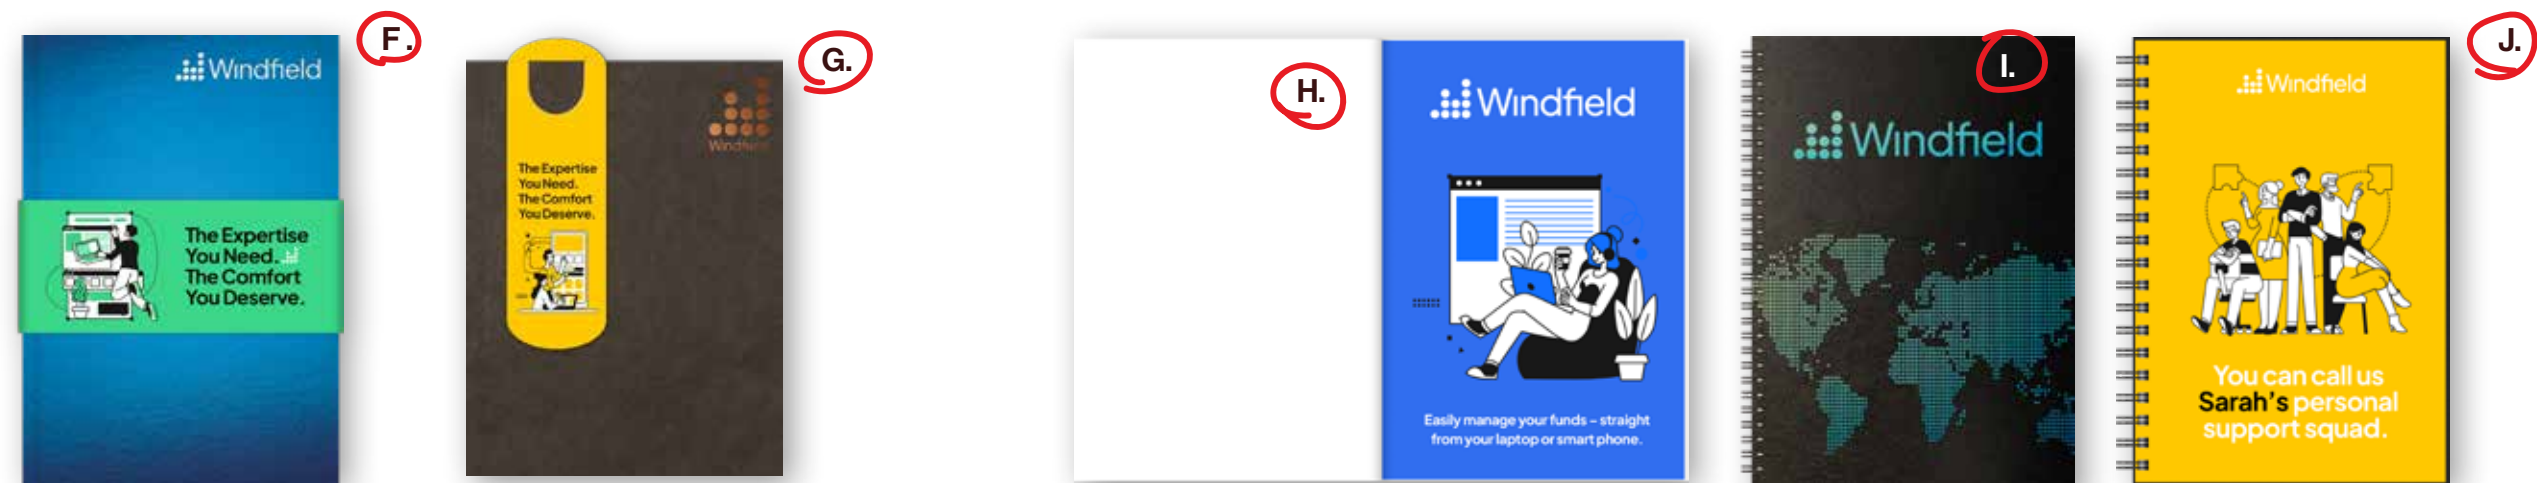 F.
Windfield
The Expertise
You Need.
The Comfort
You Deserve.
G.
The Expertise
You Need.
The Comfort
You Deserve.
Windfield
H.
Windfield
Easily manage your funds – straight
from your laptop or smart phone.
I.
Windfield
J.
Windfield
You can call us
Sarah's personal
support squad.